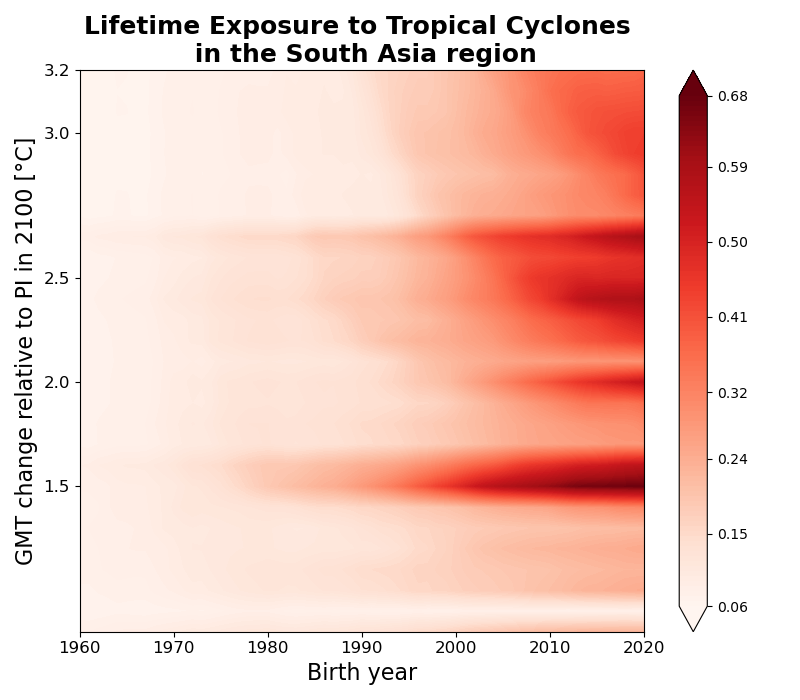 Lifetime Exposure to Tropical Cyclones
in the South Asia region
GMT change relative to PI in 2100 [°C]
3.2
3.0
2.5
2.0
1.5
1960 1970 1980 1990 2000 2010 2020
Birth year
0.68
0.59
0.50
0.41
0.32
0.24
0.15
0.06